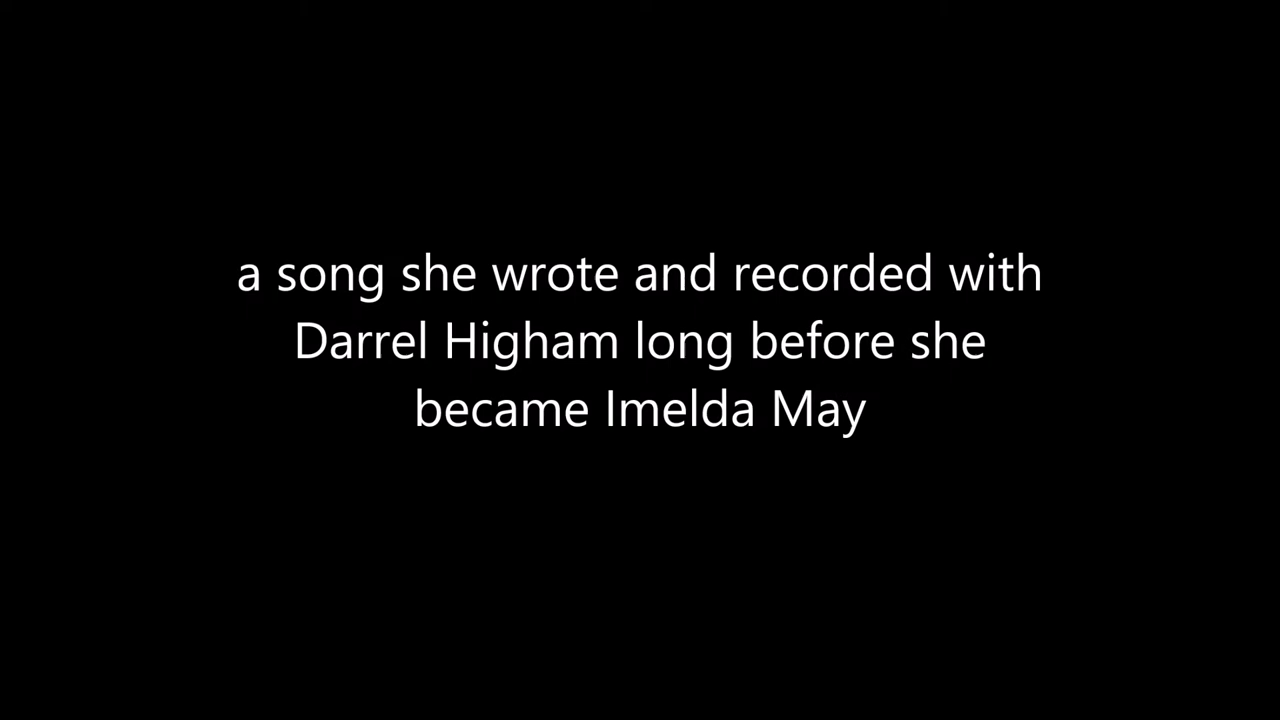 a song she wrote and recorded with
Darrel Higham long before she
became Imelda May